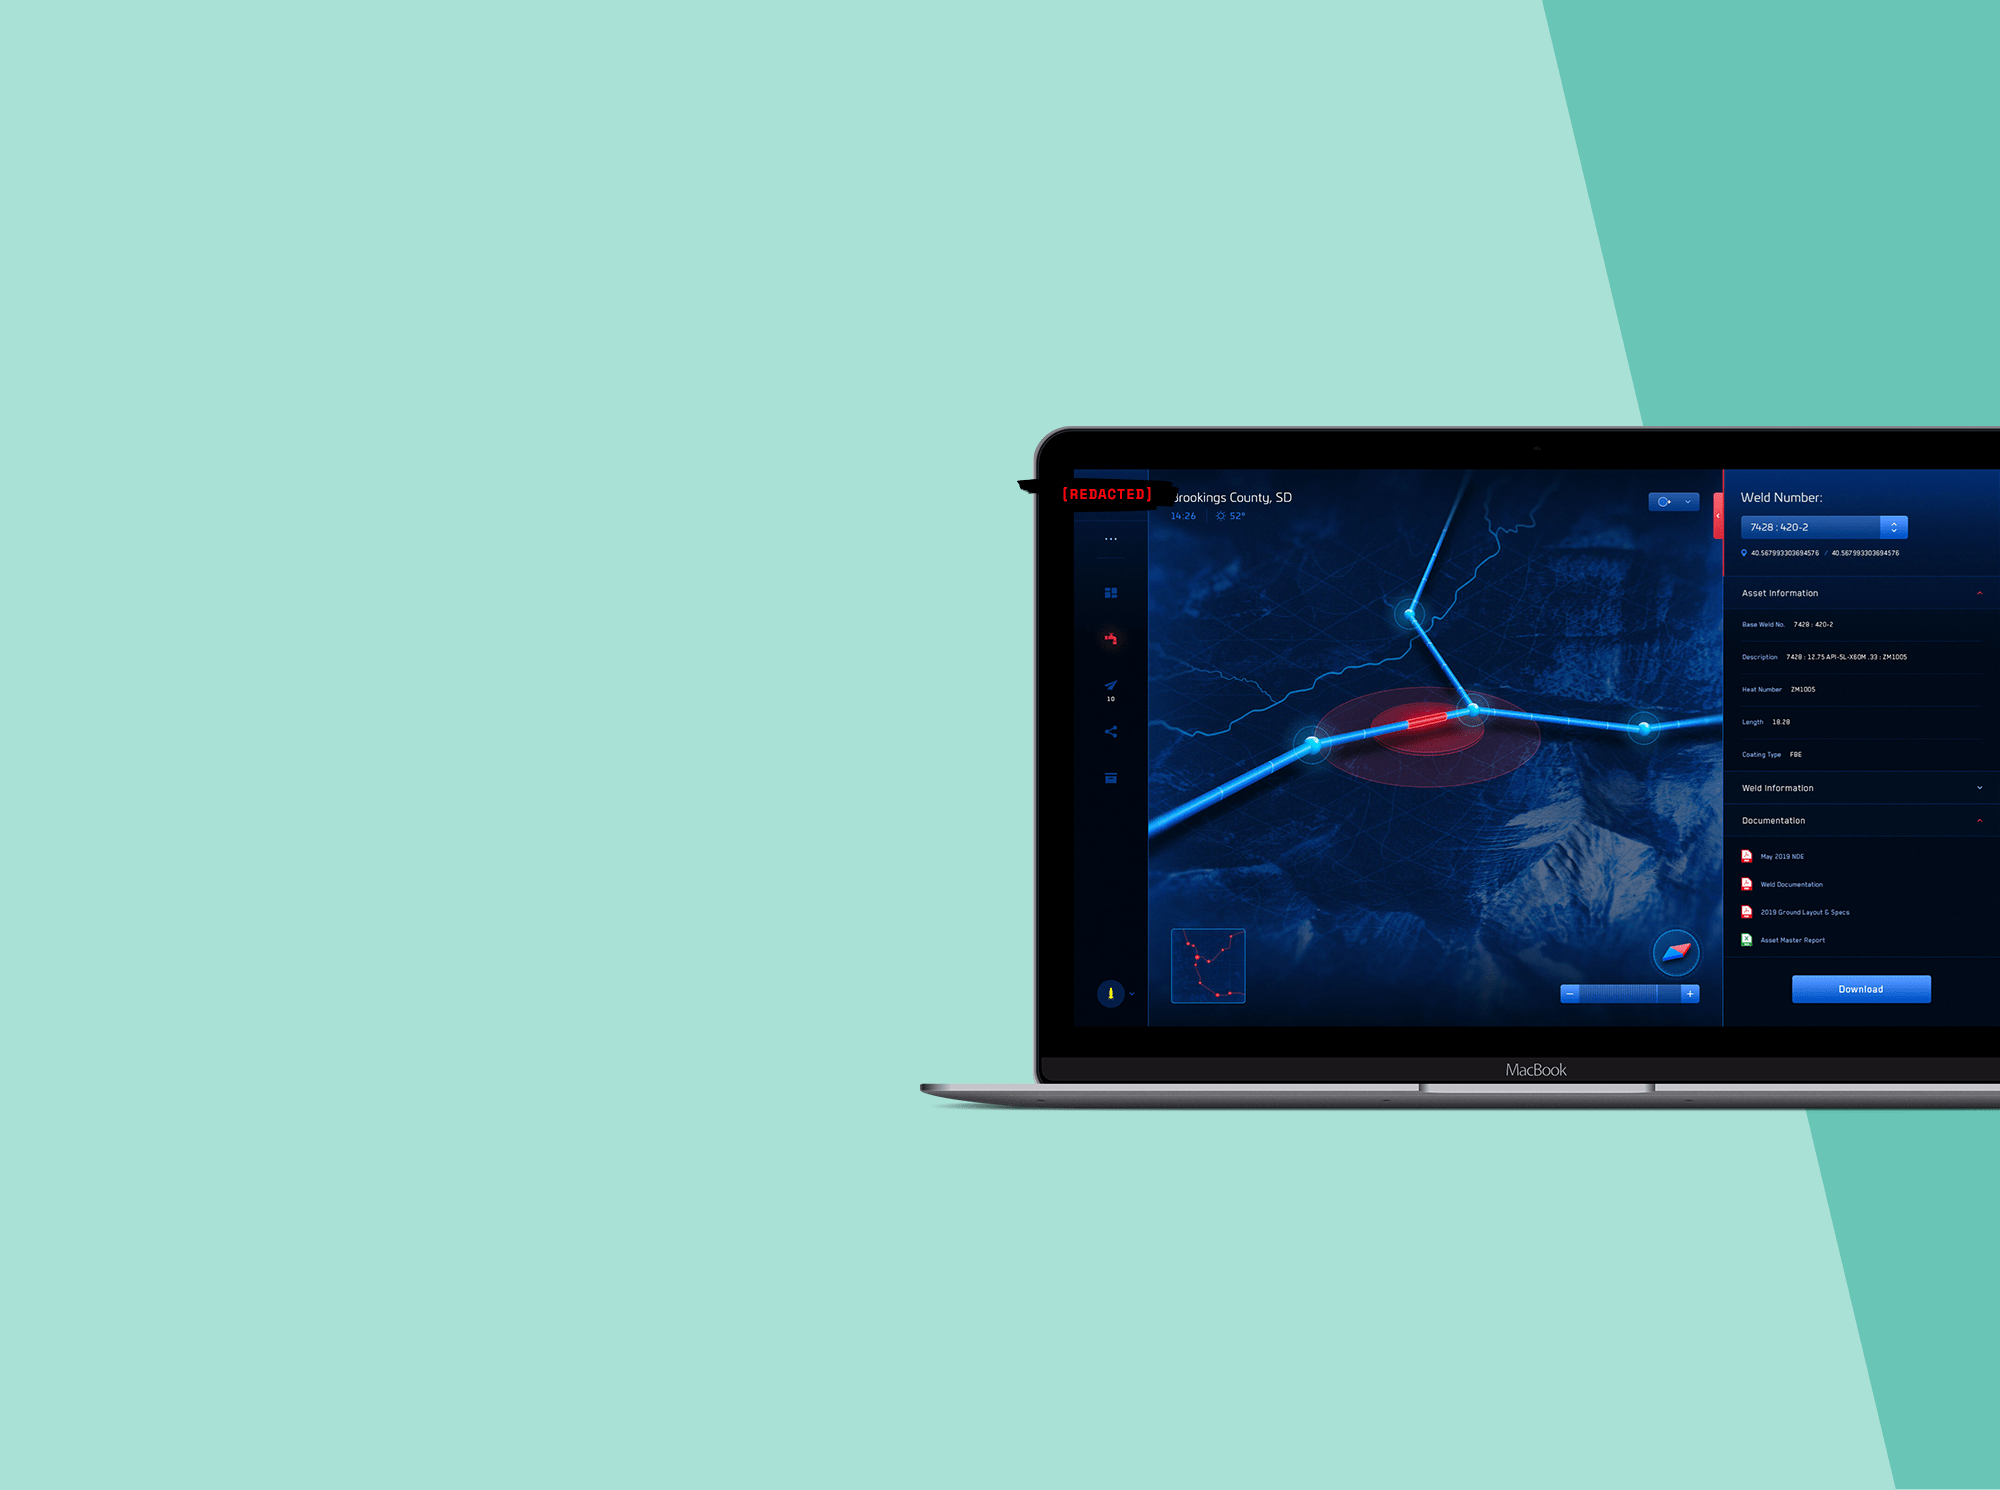 [REDACTED]
Brookings County, SD
14:26 52°
10
Weld Number:
7428 : 420-2
40.567993303694576 / 40.567993303694576
Asset Information
Base Weld No. 7428 : 420-2
Description 7428 : 12.75 API-5L-X60M .33 : ZM1005
Heat Number ZM1005
Length 18.28
Coating Type FBE
Weld Information
Documentation
May 2019 NDE
Weld Documentation
2019 Ground Layout & Specs
Asset Master Report
Download
MacBook